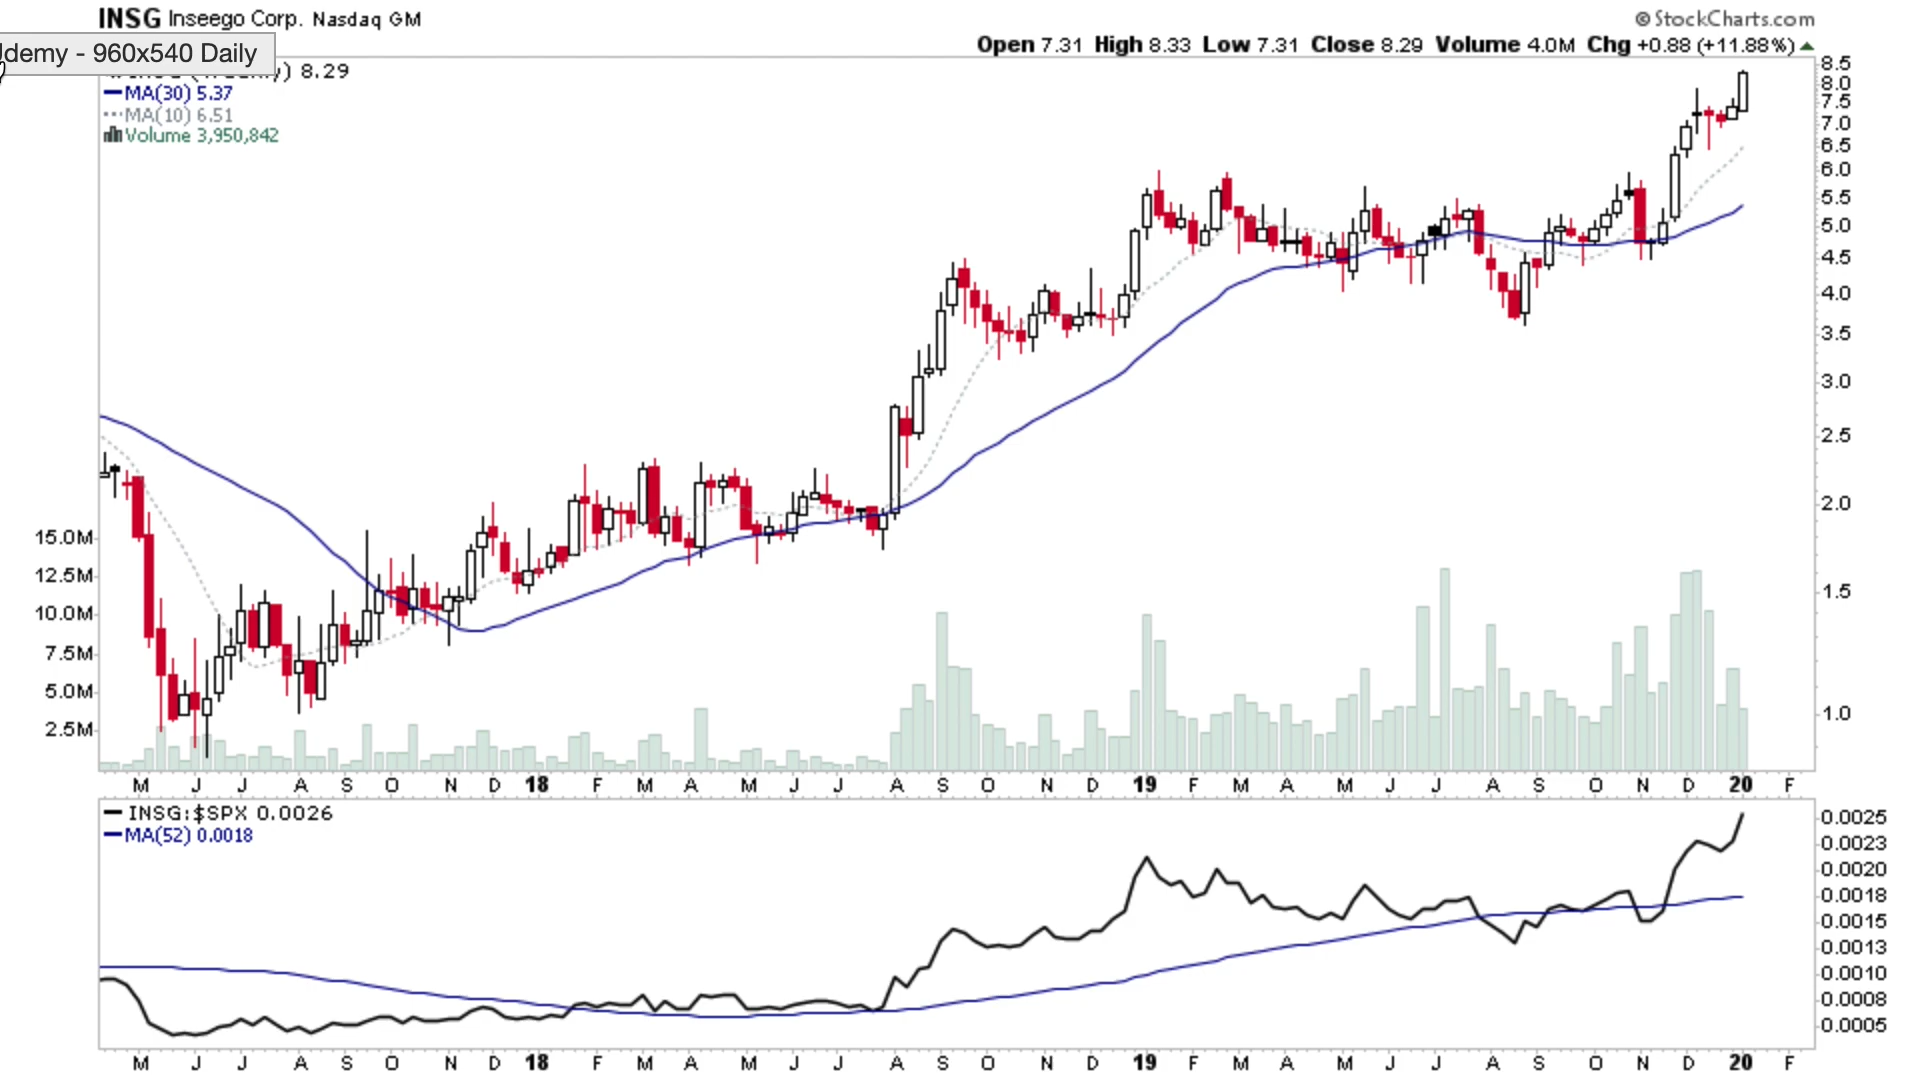 INSG Inseego Corp. Nasdaq GM
© StockCharts.com
Open 7.31 High 8.33 Low 7.31 Close 8.29 Volume 4.0M Chg +0.88 (+11.88%)
demy - 960x540 Daily
8.29
MA(30) 5.37
MA(10) 6.51
Volume 3,950,842
8.5
8.0
7.5
7.0
6.5
6.0
5.5
5.0
4.5
4.0
3.5
3.0
2.5
2.0
1.5
1.0
15.0M
12.5M
10.0M
7.5M
5.0M
2.5M
M J J A S O N D 18 F M A M J J A S O N D 19 F M A M J J A S O N D 20 F
INSG:$SPX 0.0026
MA(52) 0.0018
0.0025
0.0023
0.0020
0.0018
0.0015
0.0013
0.0010
0.0008
0.0005
M J J A S O N D 18 F M A M J J A S O N D 19 F M A M J J A S O N D 20 F